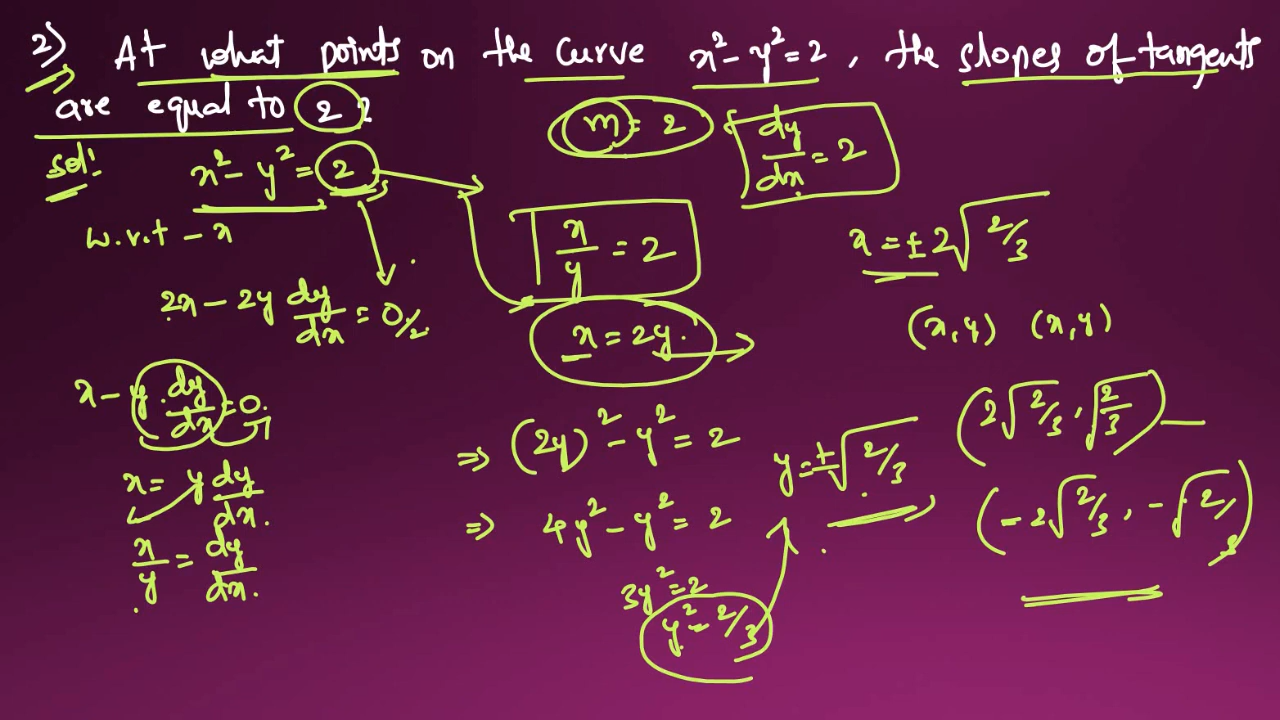 2) At what points on the curve x² - y² = 2, the slopes of tangents
are equal to 2?
sol:
x² - y² = 2
w.r.t - x
2x - 2y dy/dx = 0
x - y. dy/dx = 0.
x = y dy/dx.
x/y = dy/dx.
m = 2
dy/dx = 2
x/y = 2
x = 2y.
⇒ (2y)² - y² = 2
⇒ 4y² - y² = 2
3y² = 2
y² = 2/3
y = ±√2/3
x = ±2√2/3
(x,y) (x,y)
(2√2/3, √2/3)
(-2√2/3, -√2/3)